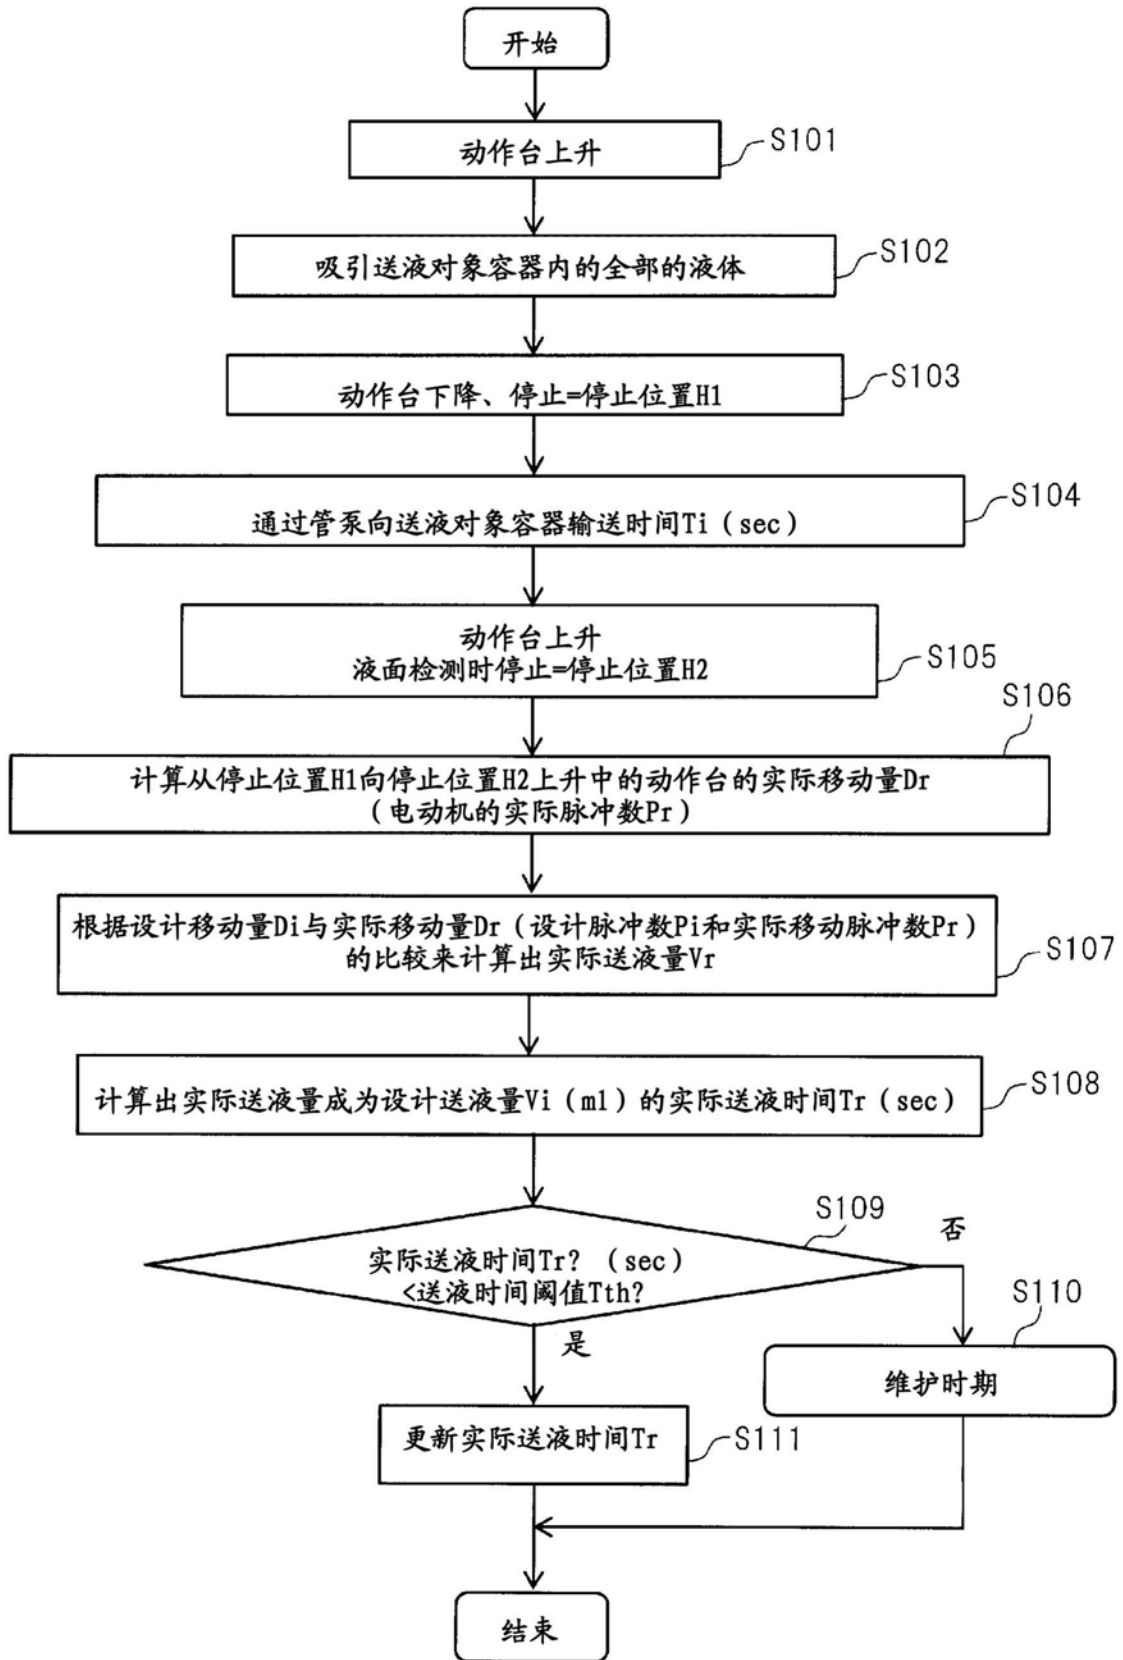 开始
动作台上升
S101
吸引送液对象容器内的全部的液体
S102
动作台下降、停止=停止位置H1
S103
通过管泵向送液对象容器输送时间Ti（sec）
S104
动作台上升
液面检测时停止=停止位置H2
S105
S106
计算从停止位置H1向停止位置H2上升中的动作台的实际移动量Dr
（电动机的实际脉冲数Pr）
根据设计移动量Di与实际移动量Dr（设计脉冲数Pi和实际移动脉冲数Pr）
的比较来计算出实际送液量Vr
S107
计算出实际送液量成为设计送液量Vi（ml）的实际送液时间Tr（sec）
S108
S109
实际送液时间Tr？（sec）
<送液时间阈值Tth?
否
是
S110
维护时期
更新实际送液时间Tr
S111
结束